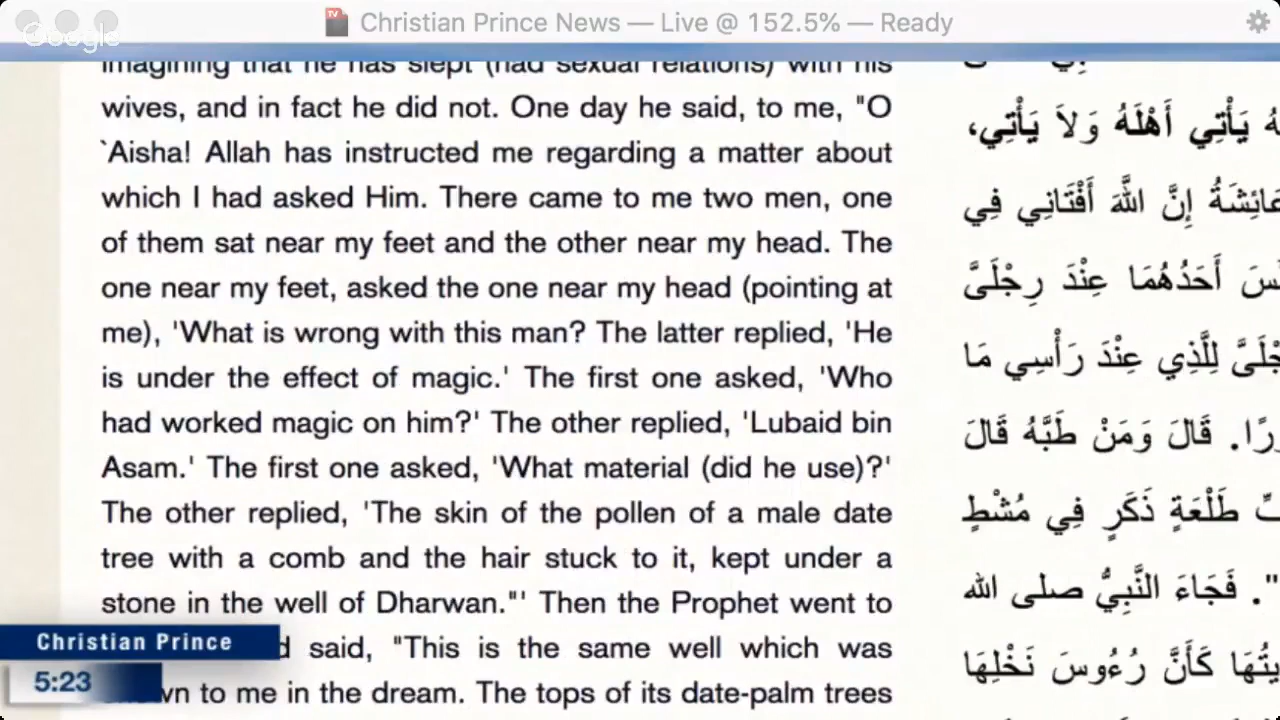 Christian Prince News — Live @ 152.5% — Ready
Google
imagining that he has slept (had sexual relations) with his
wives, and in fact he did not. One day he said, to me, "O
`Aisha! Allah has instructed me regarding a matter about
which I had asked Him. There came to me two men, one
of them sat near my feet and the other near my head. The
one near my feet, asked the one near my head (pointing at
me), 'What is wrong with this man? The latter replied, 'He
is under the effect of magic.' The first one asked, 'Who
had worked magic on him?' The other replied, 'Lubaid bin
Asam.' The first one asked, 'What material (did he use)?'
The other replied, 'The skin of the pollen of a male date
tree with a comb and the hair stuck to it, kept under a
stone in the well of Dharwan."' Then the Prophet went to
said, "This is the same well which was
to me in the dream. The tops of its date-palm trees
يَأْتِي أَهْلَهُ وَلاَ يَأْتِي،
إِنَّ اللَّهَ أَفْتَانِي فِي
أَحَدُهُمَا عِنْدَ رِجْلَىَّ
لِلَّذِي عِنْدَ رَأْسِي مَا
قَالَ وَمَنْ طَبَّهُ قَالَ
طَلْعَةٍ ذَكَرٍ فِي مُشْطٍ
". فَجَاءَ النَّبِيُّ صلى الله
كَأَنَّ رُءُوسَ نَخْلِهَا
Christian Prince
5:23